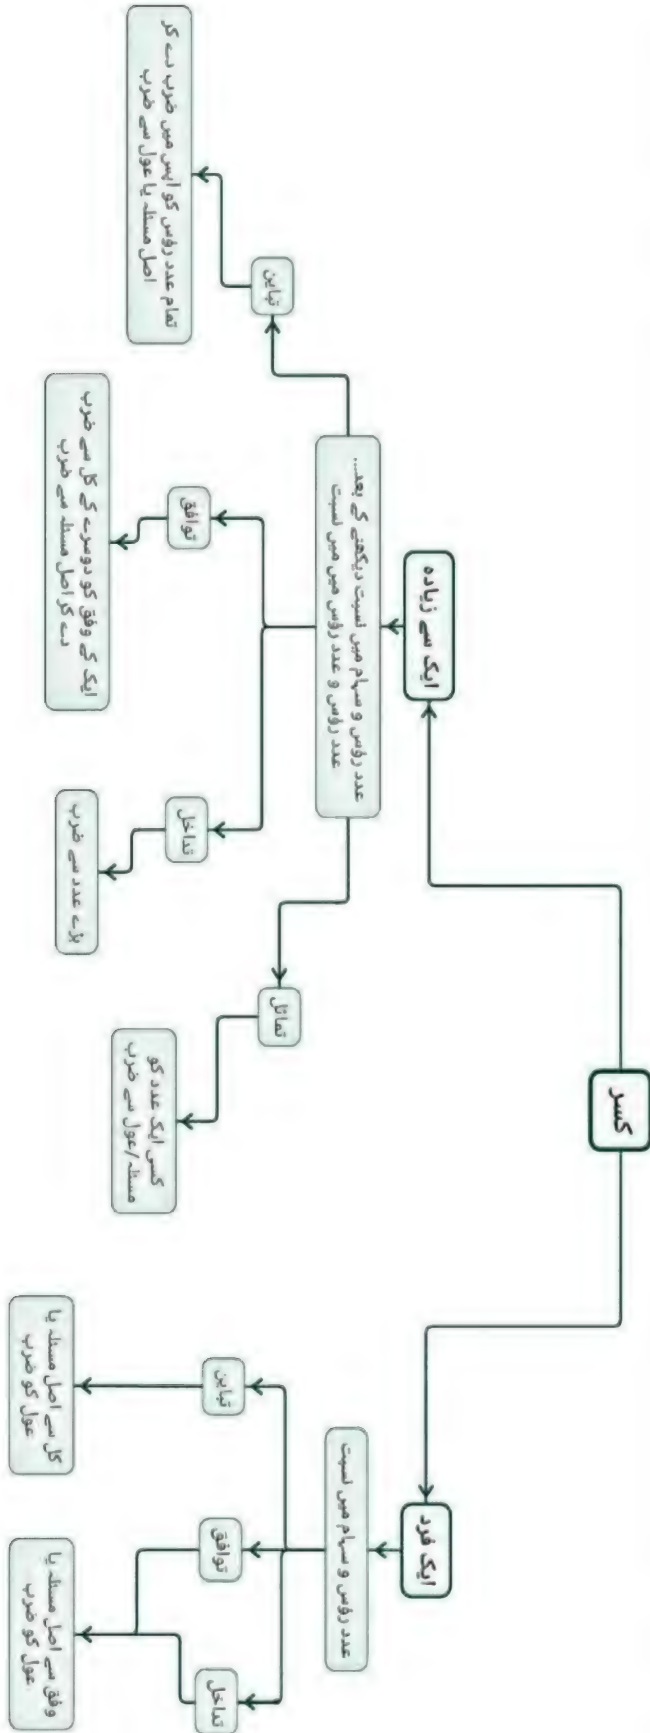 کسر
ایک فرد
عدد رؤس و سہام میں نسبت
تباین
کل سے اصل مسئلہ یا
عول کو ضرب
توافق
تداخل
وفق سے اصل مسئلہ یا
عول کو ضرب
ایک سے زیادہ
عدد رؤس و سہام میں نسبت دیکھنے کے بعد...
عدد رؤس و عدد رؤس میں میں نسبت
تماثل
کسی ایک عدد کو
مسئلہ/عول سے ضرب
تداخل
بڑے عدد سے ضرب
توافق
ایک کے وفق کو دوسرے کے کل سے ضرب
دے کر اصل مسئلہ سے ضرب
تباین
تمام عدد رؤس کو آپس میں ضرب دے کر
اصل مسئلہ یا عول سے ضرب